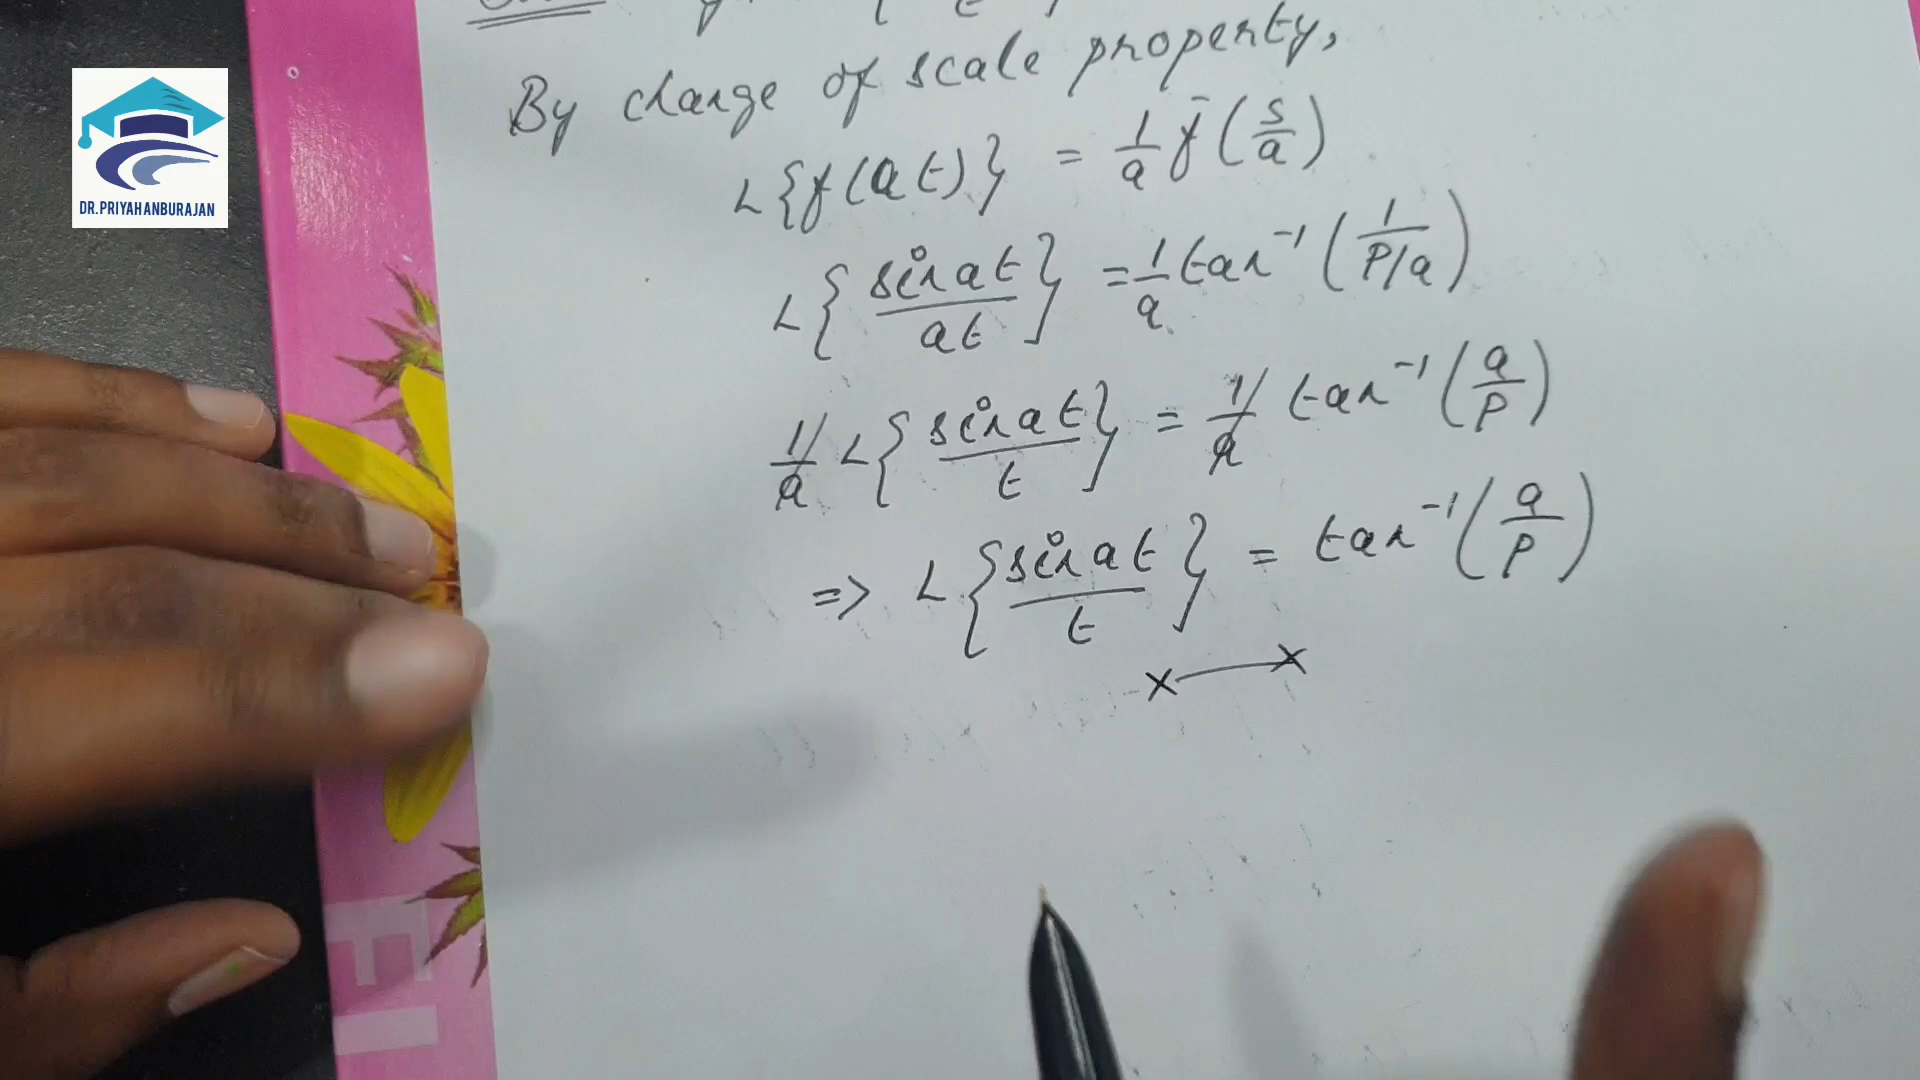 By change of scale property,
L{f(at)} = 1/a f̄(s/a)
L{sin at/at} = 1/a tan⁻¹(1/P/a)
1/a L{sin at/t} = 1/a tan⁻¹(a/P)
=> L{sin at/t} = tan⁻¹(a/P)
x—x
DR.PRIYAHANBURAJAN